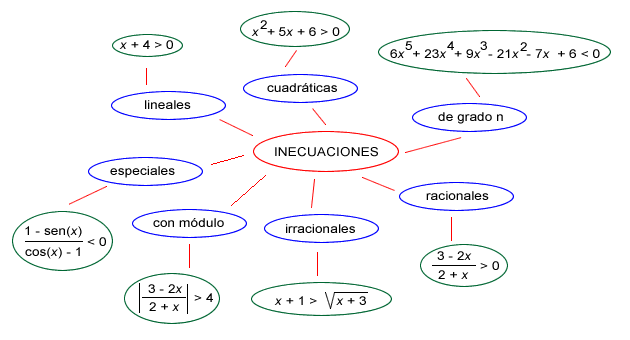 x + 4 > 0
x² + 5x + 6 > 0
6x⁵ + 23x⁴ + 9x³ - 21x² - 7x + 6 < 0
lineales
cuadráticas
de grado n
INECUACIONES
especiales
racionales
con módulo
irracionales
1 - sen(x)
cos(x) - 1
< 0
3 - 2x
2 + x
> 0
| 3 - 2x
2 + x |
> 4
x + 1 > √x + 3